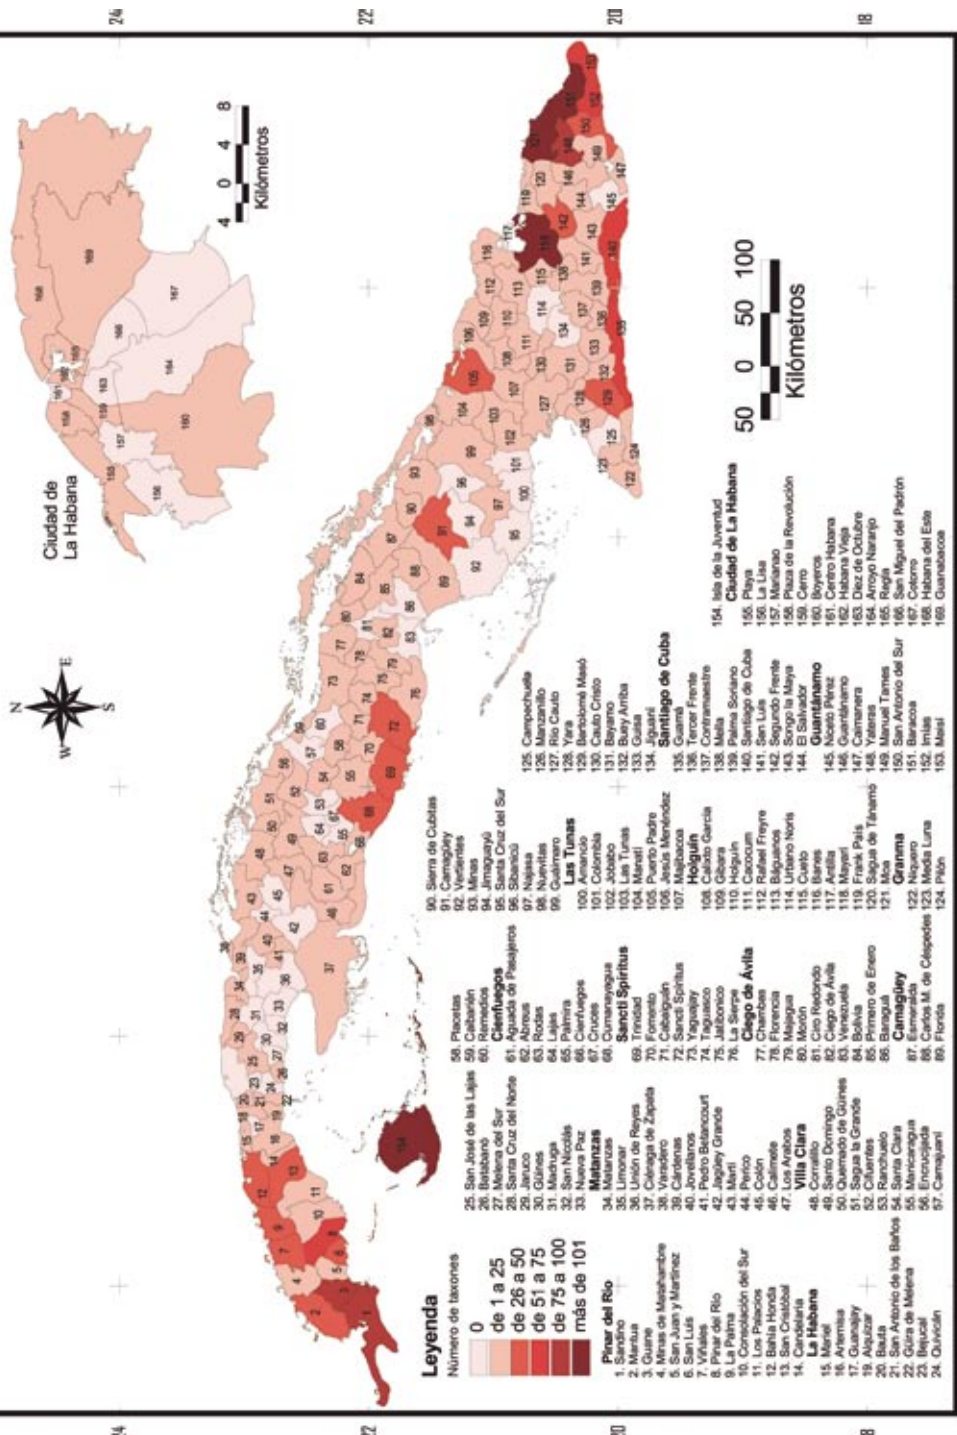 24
22
20
18
N
E
S
W
Ciudad de
La Habana
4 0 4 8
Kilómetros
50 0 50 100
Kilómetros
Leyenda
Número de taxones
0
de 1 a 25
de 26 a 50
de 51 a 75
de 75 a 100
más de 101
Pinar del Río
1. Sandino
2. Mantua
3. Guane
4. Minas de Matahambre
5. San Juan y Martínez
6. San Luis
7. Viñales
8. Pinar del Río
9. La Palma
10. Consolación del Sur
11. Los Palacios
12. Bahía Honda
13. San Cristóbal
14. Candelaria
La Habana
15. Mariel
16. Artemisa
17. Guanajay
19. Alquízar
20. Bauta
21. San Antonio de los Baños
22. Güira de Melena
23. Bejucal
24. Quivicán
25. San José de las Lajas
26. Batabanó
27. Melena del Sur
28. Santa Cruz del Norte
29. Jaruco
30. Güines
31. Madruga
32. San Nicolás
33. Nueva Paz
Matanzas
34. Matanzas
35. Limonar
36. Unión de Reyes
37. Ciénaga de Zapata
38. Varadero
39. Cárdenas
40. Jovellanos
41. Pedro Betancourt
42. Jagüey Grande
43. Martí
44. Perico
45. Colón
46. Calimete
47. Los Arabos
Villa Clara
48. Corralillo
49. Santo Domingo
50. Quemado de Güines
51. Sagua la Grande
52. Cifuentes
53. Ranchuelo
54. Santa Clara
55. Manicaragua
56. Encrucijada
57. Camajuaní
58. Placetas
59. Caibarién
60. Remedios
Cienfuegos
61. Aguada de Pasajeros
62. Abreus
63. Rodas
64. Lajas
65. Palmira
66. Cienfuegos
67. Cruces
68. Cumanayagua
Sancti Spíritus
69. Trinidad
70. Fomento
71. Cabaiguán
72. Sancti Spíritus
73. Yaguajay
74. Taguasco
75. Jatibonico
76. La Sierpe
Ciego de Ávila
77. Chambas
78. Florencia
79. Majagua
80. Morón
81. Ciro Redondo
82. Ciego de Ávila
83. Venezuela
84. Bolivia
85. Primero de Enero
86. Baraguá
Camagüey
87. Esmeralda
88. Carlos M. de Céspedes
89. Florida
90. Sierra de Cubitas
91. Camagüey
92. Vertientes
93. Minas
94. Jimaguayú
95. Santa Cruz del Sur
96. Sibanicú
97. Najasa
98. Nuevitas
99. Guáimaro
Las Tunas
100. Amancio
101. Colombia
102. Jobabo
103. Las Tunas
104. Manatí
105. Puerto Padre
106. Jesús Menéndez
107. Majibacoa
Holguín
108. Calixto García
109. Gibara
110. Holguín
111. Cacocum
112. Rafael Freyre
113. Báguanos
114. Urbano Noris
115. Cueto
116. Banes
117. Antilla
118. Mayarí
119. Frank País
120. Sagua de Tánamo
121. Moa
Granma
122. Niquero
123. Media Luna
124. Pilón
125. Campechuela
126. Manzanillo
127. Río Cauto
128. Yara
129. Bartolomé Masó
130. Cauto Cristo
131. Bayamo
132. Buey Arriba
133. Guisa
134. Jiguaní
Santiago de Cuba
135. Guamá
136. Tercer Frente
137. Contramaestre
138. Mella
139. Palma Soriano
140. Santiago de Cuba
141. San Luis
142. Segundo Frente
143. Songo la Maya
144. El Salvador
Guantánamo
145. Niceto Pérez
146. Guantánamo
147. Caimanera
148. Yateras
149. Manuel Tames
150. San Antonio del Sur
151. Baracoa
152. Imías
153. Maisí
154. Isla de la Juventud
Ciudad de La Habana
155. Playa
156. La Lisa
157. Marianao
158. Plaza de la Revolución
159. Cerro
160. Boyeros
161. Centro Habana
162. Habana Vieja
163. Diez de Octubre
164. Arroyo Naranjo
165. Regla
166. San Miguel del Padrón
167. Cotorro
168. Habana del Este
169. Guanabacoa